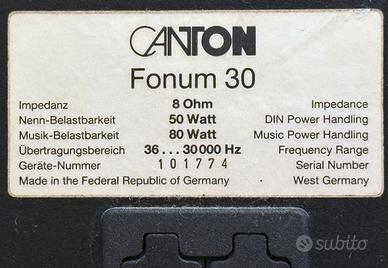 CANTON
Fonum 30
Impedanz 8 Ohm Impedance
Nenn-Belastbarkeit 50 Watt DIN Power Handling
Musik-Belastbarkeit 80 Watt Music Power Handling
Übertragungsbereich 36...30000 Hz Frequency Range
Geräte-Nummer 101774 Serial Number
Made in the Federal Republic of Germany West Germany
subito